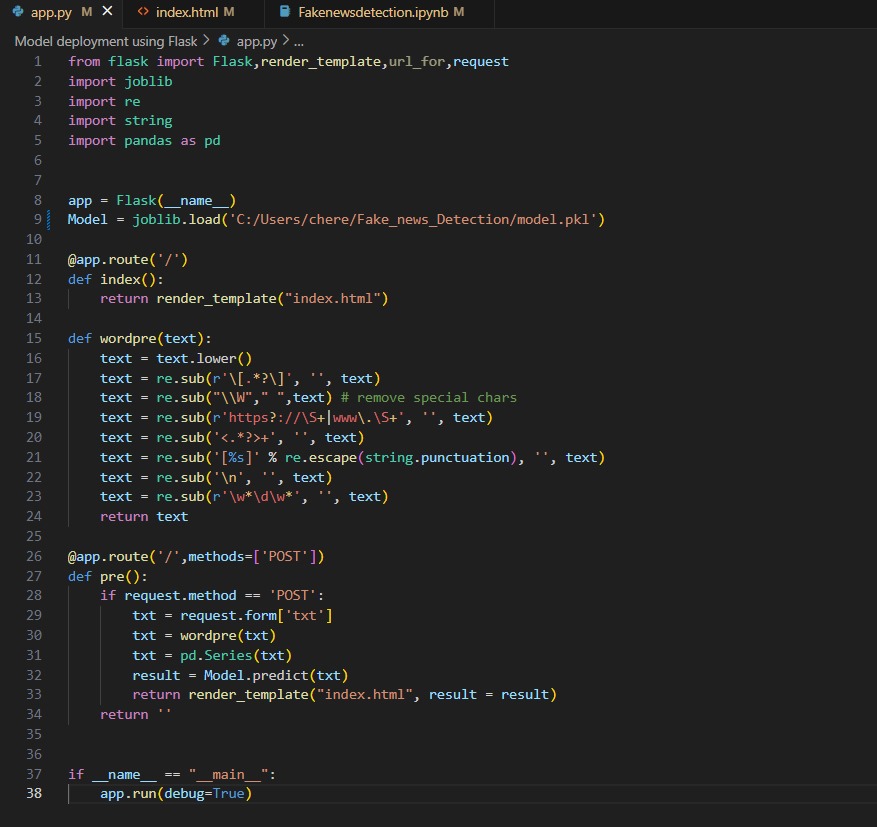 app.py M × index.html M Fakenewsdetection.ipynb M
Model deployment using Flask > app.py > ...
1 from flask import Flask,render_template,url_for,request
2 import joblib
3 import re
4 import string
5 import pandas as pd
6
7
8 app = Flask(__name__)
9 Model = joblib.load('C:/Users/chere/Fake_news_Detection/model.pkl')
10
11 @app.route('/')
12 def index():
13     return render_template("index.html")
14
15 def wordpre(text):
16     text = text.lower()
17     text = re.sub(r'\[.*?\]', '', text)
18     text = re.sub("\\W"," ",text) # remove special chars
19     text = re.sub(r'https?://\S+|www\.\S+', '', text)
20     text = re.sub('<.*?>+', '', text)
21     text = re.sub('[%s]' % re.escape(string.punctuation), '', text)
22     text = re.sub('\n', '', text)
23     text = re.sub(r'\w*\d\w*', '', text)
24     return text
25
26 @app.route('/',methods=['POST'])
27 def pre():
28     if request.method == 'POST':
29         txt = request.form['txt']
30         txt = wordpre(txt)
31         txt = pd.Series(txt)
32         result = Model.predict(txt)
33         return render_template("index.html", result = result)
34     return ''
35
36
37 if __name__ == "__main__":
38     app.run(debug=True)